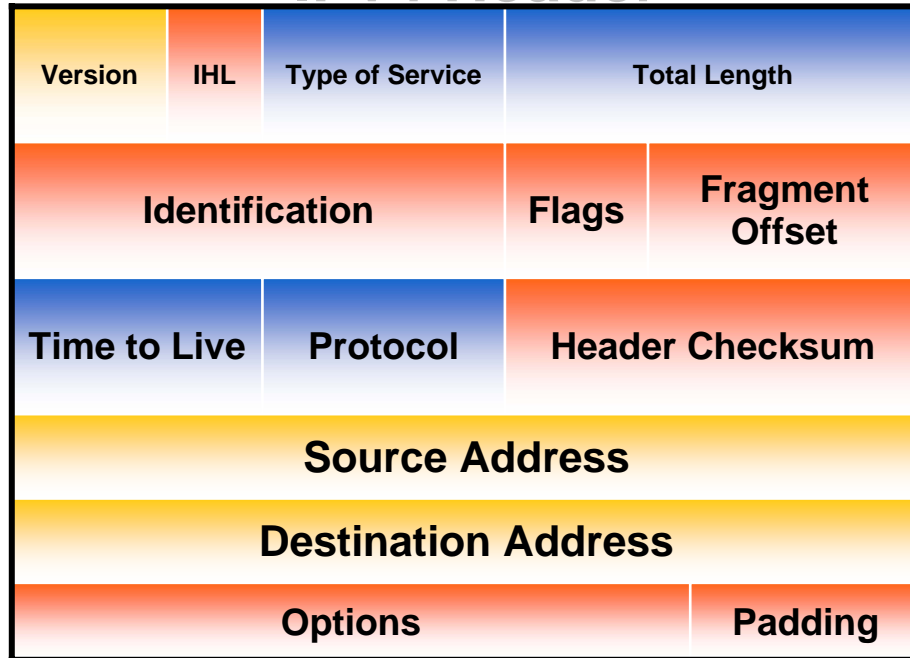 Version IHL Type of Service Total Length
Identification Flags Fragment
Offset
Time to Live Protocol Header Checksum
Source Address
Destination Address
Options Padding